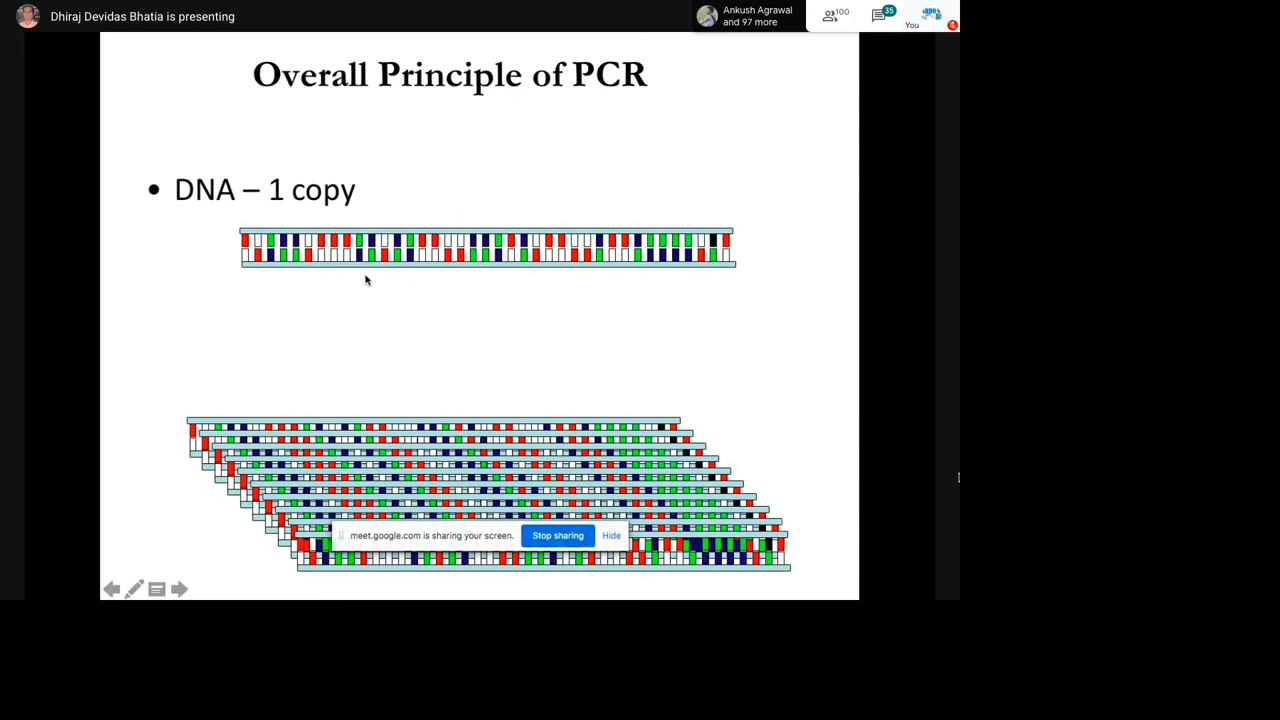 Dhiraj Devidas Bhatia is presenting
Ankush Agrawal
and 97 more
100
35
You
Overall Principle of PCR
• DNA – 1 copy
meet.google.com is sharing your screen.
Stop sharing
Hide